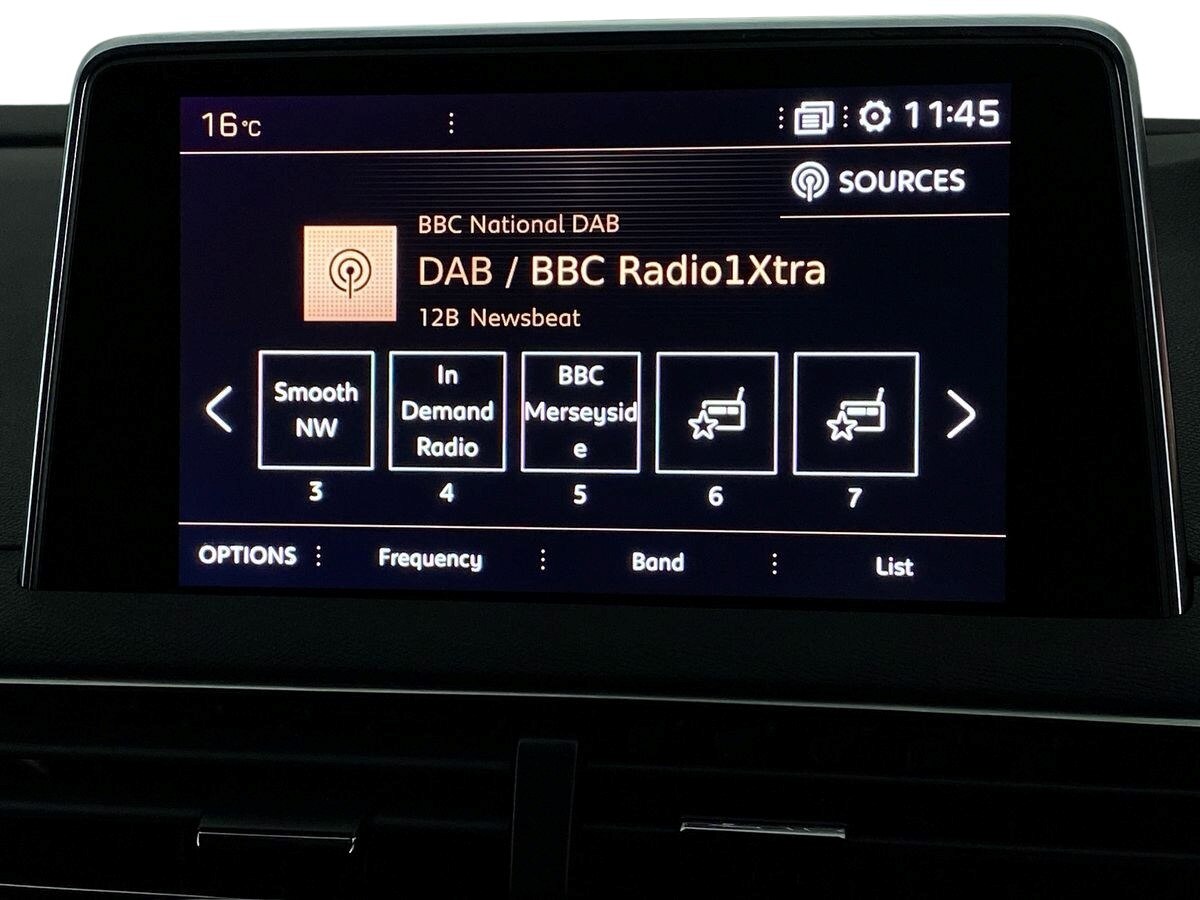 16°C
11:45
SOURCES
BBC National DAB
DAB / BBC Radio1Xtra
12B Newsbeat
Smooth
NW
In
Demand
Radio
BBC
Merseysid
e
3
4
5
6
7
OPTIONS
Frequency
Band
List